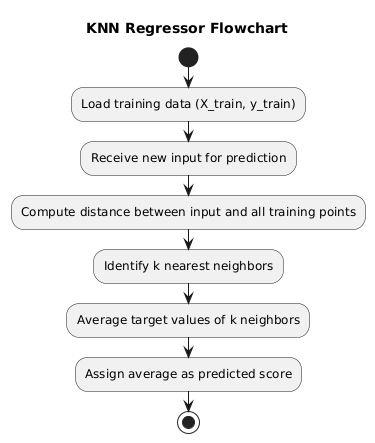 KNN Regressor Flowchart
Load training data (X_train, y_train)
Receive new input for prediction
Compute distance between input and all training points
Identify k nearest neighbors
Average target values of k neighbors
Assign average as predicted score